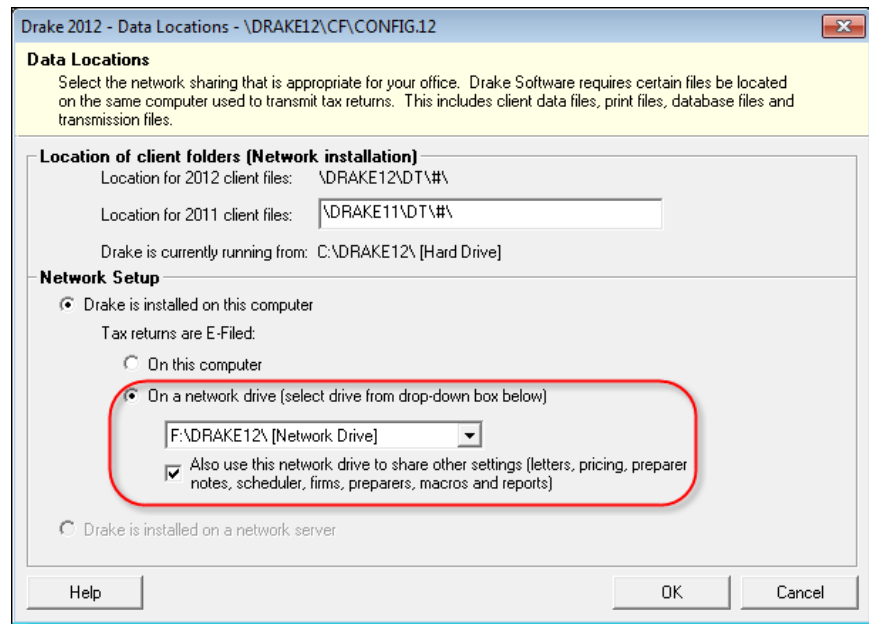 Drake 2012 - Data Locations - \DRAKE12\CF\CONFIG.12
Data Locations
Select the network sharing that is appropriate for your office. Drake Software requires certain files be located
on the same computer used to transmit tax returns. This includes client data files, print files, database files and
transmission files.
Location of client folders (Network installation)
Location for 2012 client files: \DRAKE12\DT\#\
Location for 2011 client files: \DRAKE11\DT\#\
Drake is currently running from: C:\DRAKE12\ [Hard Drive]
Network Setup
Drake is installed on this computer
Tax returns are E-Filed:
On this computer
On a network drive (select drive from drop-down box below)
F:\DRAKE12\ [Network Drive]
Also use this network drive to share other settings (letters, pricing, preparer
notes, scheduler, firms, preparers, macros and reports)
Drake is installed on a network server
Help OK Cancel